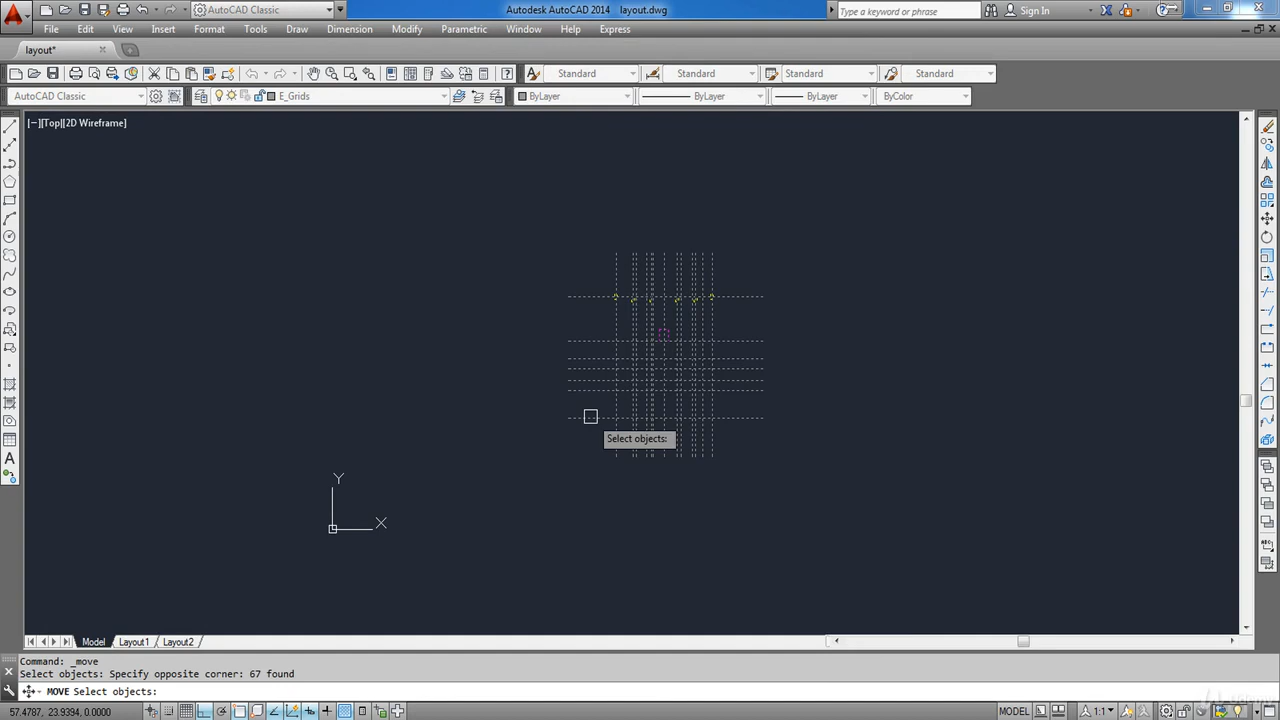 AutoCAD Classic
Autodesk AutoCAD 2014 layout.dwg
Type a keyword or phrase
Sign In
File Edit View Insert Format Tools Draw Dimension Modify Parametric Window Help Express
layout*
Standard Standard Standard Standard
AutoCAD Classic E_Grids ByLayer ByLayer ByLayer ByColor
[−][Top][2D Wireframe]
Select objects:
Y
X
Model Layout1 Layout2
Command: _move
Select objects: Specify opposite corner: 67 found
MOVE Select objects:
57.4787, 23.9394, 0.0000
MODEL 1:1